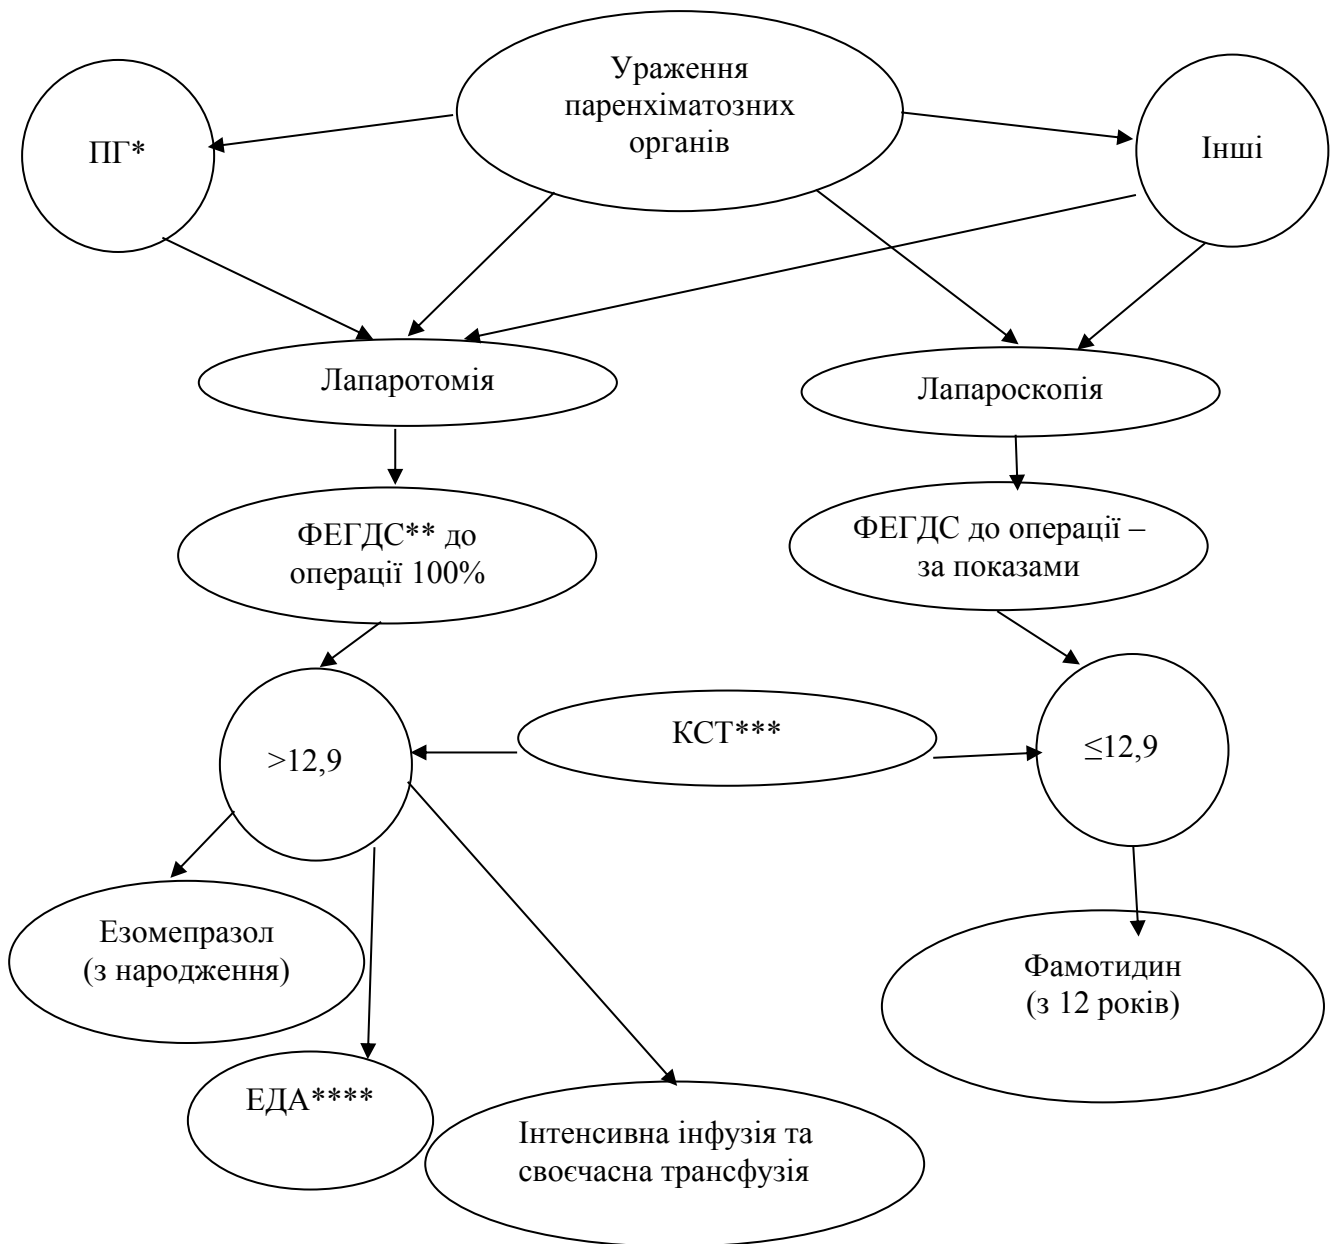 Ураження
паренхіматозних
органів
ПГ*
Інші
Лапаротомія
Лапароскопія
ФЕГДС** до
операції 100%
ФЕГДС до операції –
за показами
>12,9
КСТ***
≤12,9
Езомепразол
(з народження)
Фамотидин
(з 12 років)
ЕДА****
Інтенсивна інфузія та
своєчасна трансфузія